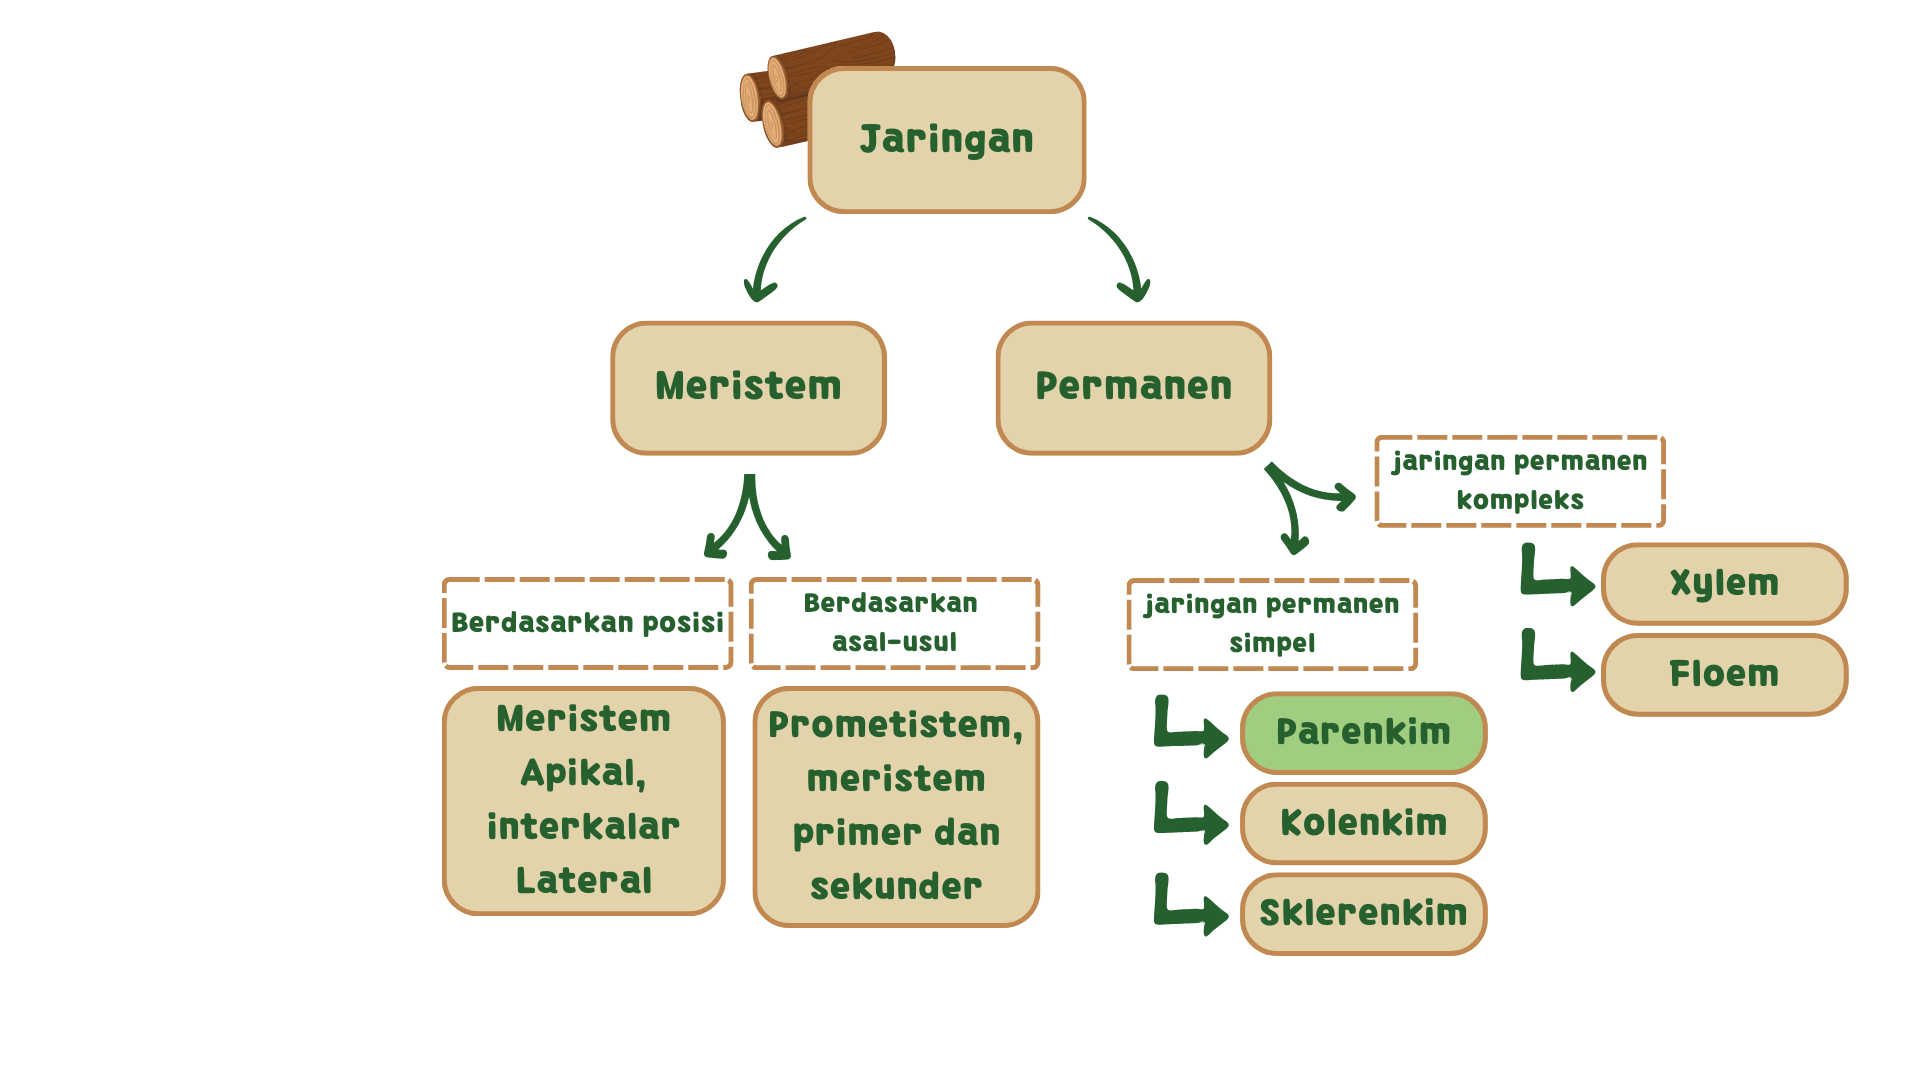 Jaringan
Meristem
Permanen
Berdasarkan posisi
Meristem
Apikal,
interkalar
Lateral
Berdasarkan
asal-usul
Prometistem,
meristem
primer dan
sekunder
jaringan permanen
simpel
Parenkim
Kolenkim
Sklerenkim
jaringan permanen
kompleks
Xylem
Floem